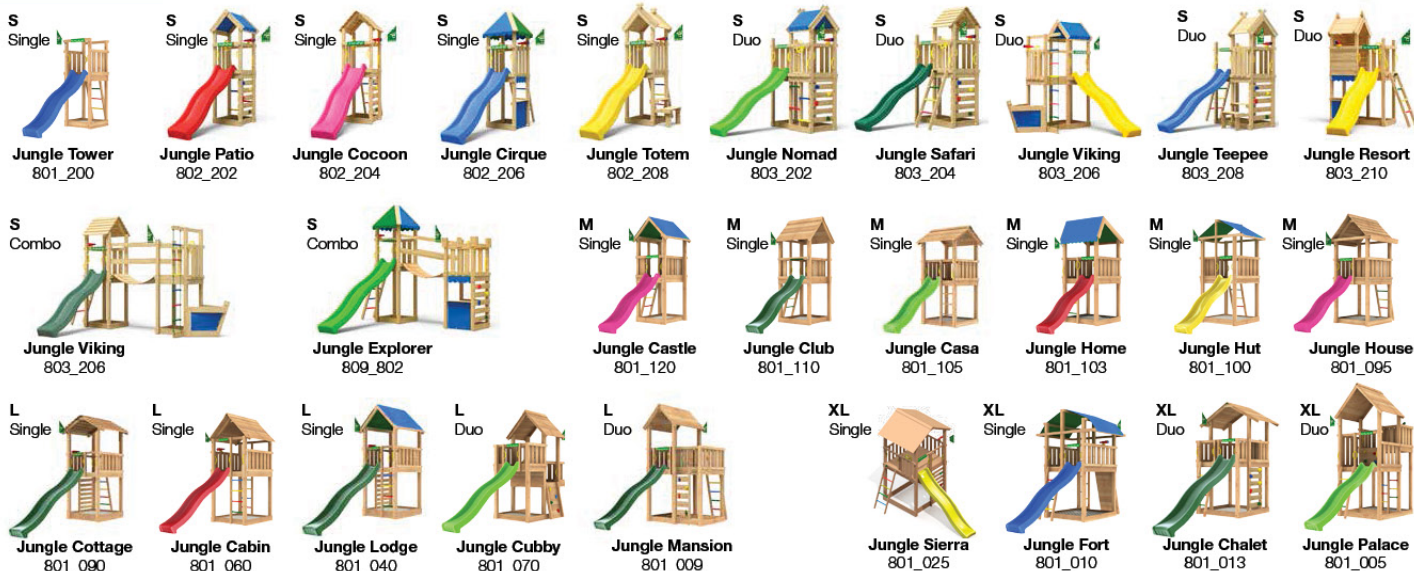 S
Single
Jungle Tower
801_200
S
Single
Jungle Patio
802_202
S
Single
Jungle Cocoon
802_204
S
Single
Jungle Cirque
802_206
S
Single
Jungle Totem
802_208
S
Duo
Jungle Nomad
803_202
S
Duo
Jungle Safari
803_204
S
Duo
Jungle Viking
803_206
S
Duo
Jungle Teepee
803_208
S
Duo
Jungle Resort
803_210
S
Combo
Jungle Viking
803_206
S
Combo
Jungle Explorer
809_802
M
Single
Jungle Castle
801_120
M
Single
Jungle Club
801_110
M
Single
Jungle Casa
801_105
M
Single
Jungle Home
801_103
M
Single
Jungle Hut
801_100
M
Single
Jungle House
801_095
L
Single
Jungle Cottage
801_090
L
Single
Jungle Cabin
801_060
L
Single
Jungle Lodge
801_040
L
Duo
Jungle Cubby
801_070
L
Duo
Jungle Mansion
801_009
XL
Single
Jungle Sierra
801_025
XL
Single
Jungle Fort
801_010
XL
Duo
Jungle Chalet
801_013
XL
Duo
Jungle Palace
801_005